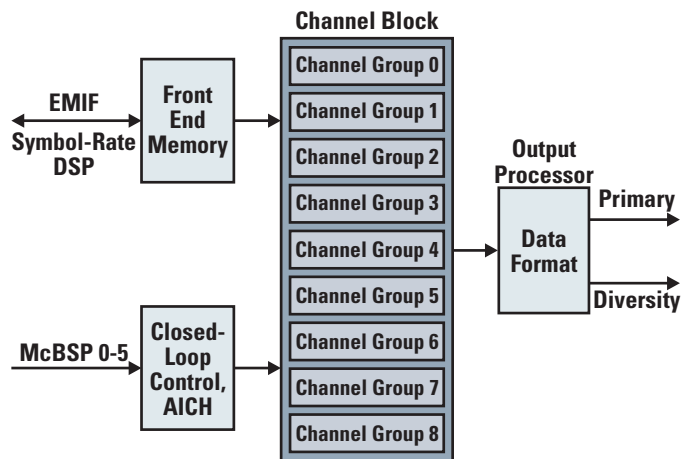 Channel Block
EMIF
Symbol-Rate
DSP
Front
End
Memory
Channel Group 0
Channel Group 1
Channel Group 2
Channel Group 3
Channel Group 4
Channel Group 5
Channel Group 6
Channel Group 7
Channel Group 8
McBSP 0-5
Closed-
Loop
Control,
AICH
Output
Processor
Data
Format
Primary
Diversity